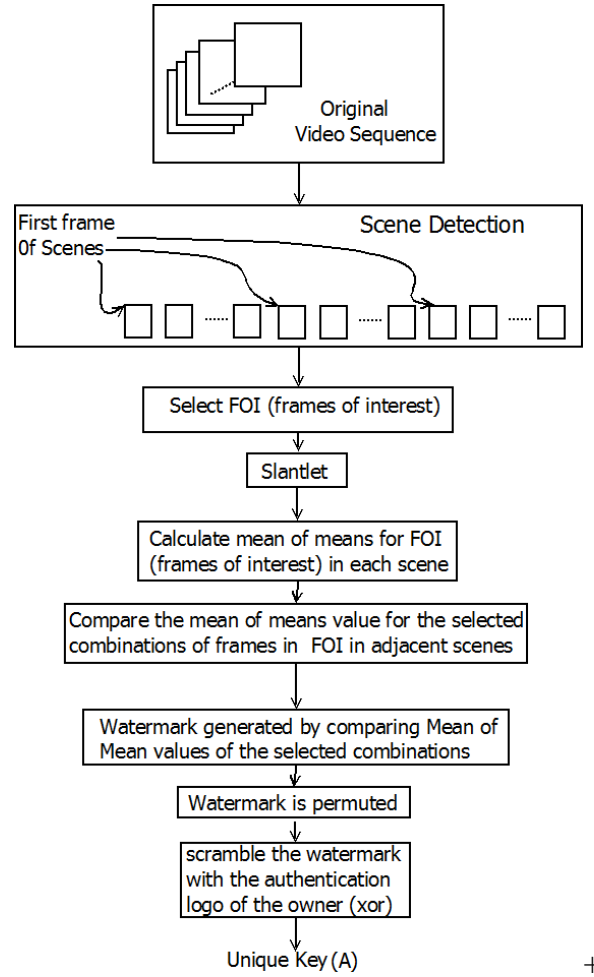 Original
Video Sequence
First frame
0f Scenes
Scene Detection
Select FOI (frames of interest)
Slantlet
Calculate mean of means for FOI
(frames of interest) in each scene
Compare the mean of means value for the selected
combinations of frames in FOI in adjacent scenes
Watermark generated by comparing Mean of
Mean values of the selected combinations
Watermark is permuted
scramble the watermark
with the authentication
logo of the owner (xor)
Unique Key (A)